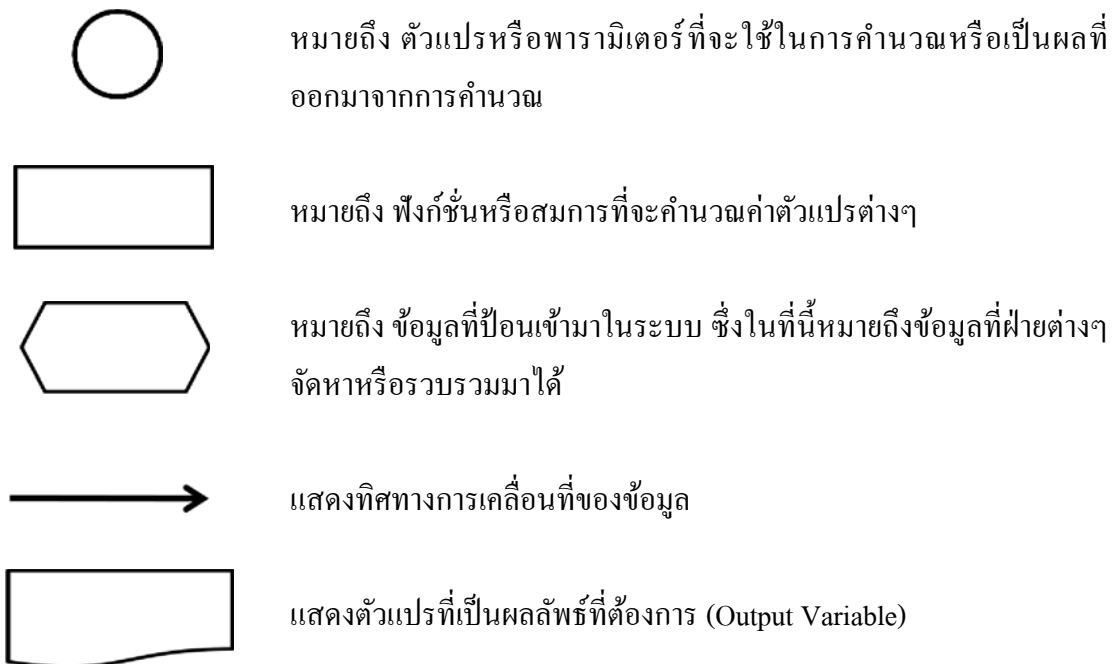 หมายถึง ตัวแปรหรือพารามิเตอร์ที่จะใช้ในการคำนวณหรือเป็นผลที่
ออกมาจากการคำนวณ
หมายถึง ฟังก์ชั่นหรือสมการที่จะคำนวณค่าตัวแปรต่างๆ
หมายถึง ข้อมูลที่ป้อนเข้ามาในระบบ ซึ่งในที่นี้หมายถึงข้อมูลที่ฝ่ายต่างๆ
จัดหาหรือรวบรวมมาได้
แสดงทิศทางการเคลื่อนที่ของข้อมูล
แสดงตัวแปรที่เป็นผลลัพธ์ที่ต้องการ (Output Variable)